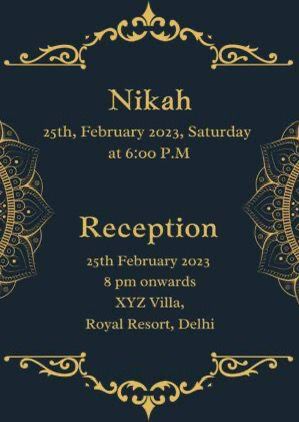 Nikah
25th, February 2023, Saturday
at 6:00 P.M
Reception
25th February 2023
8 pm onwards
XYZ Villa,
Royal Resort, Delhi